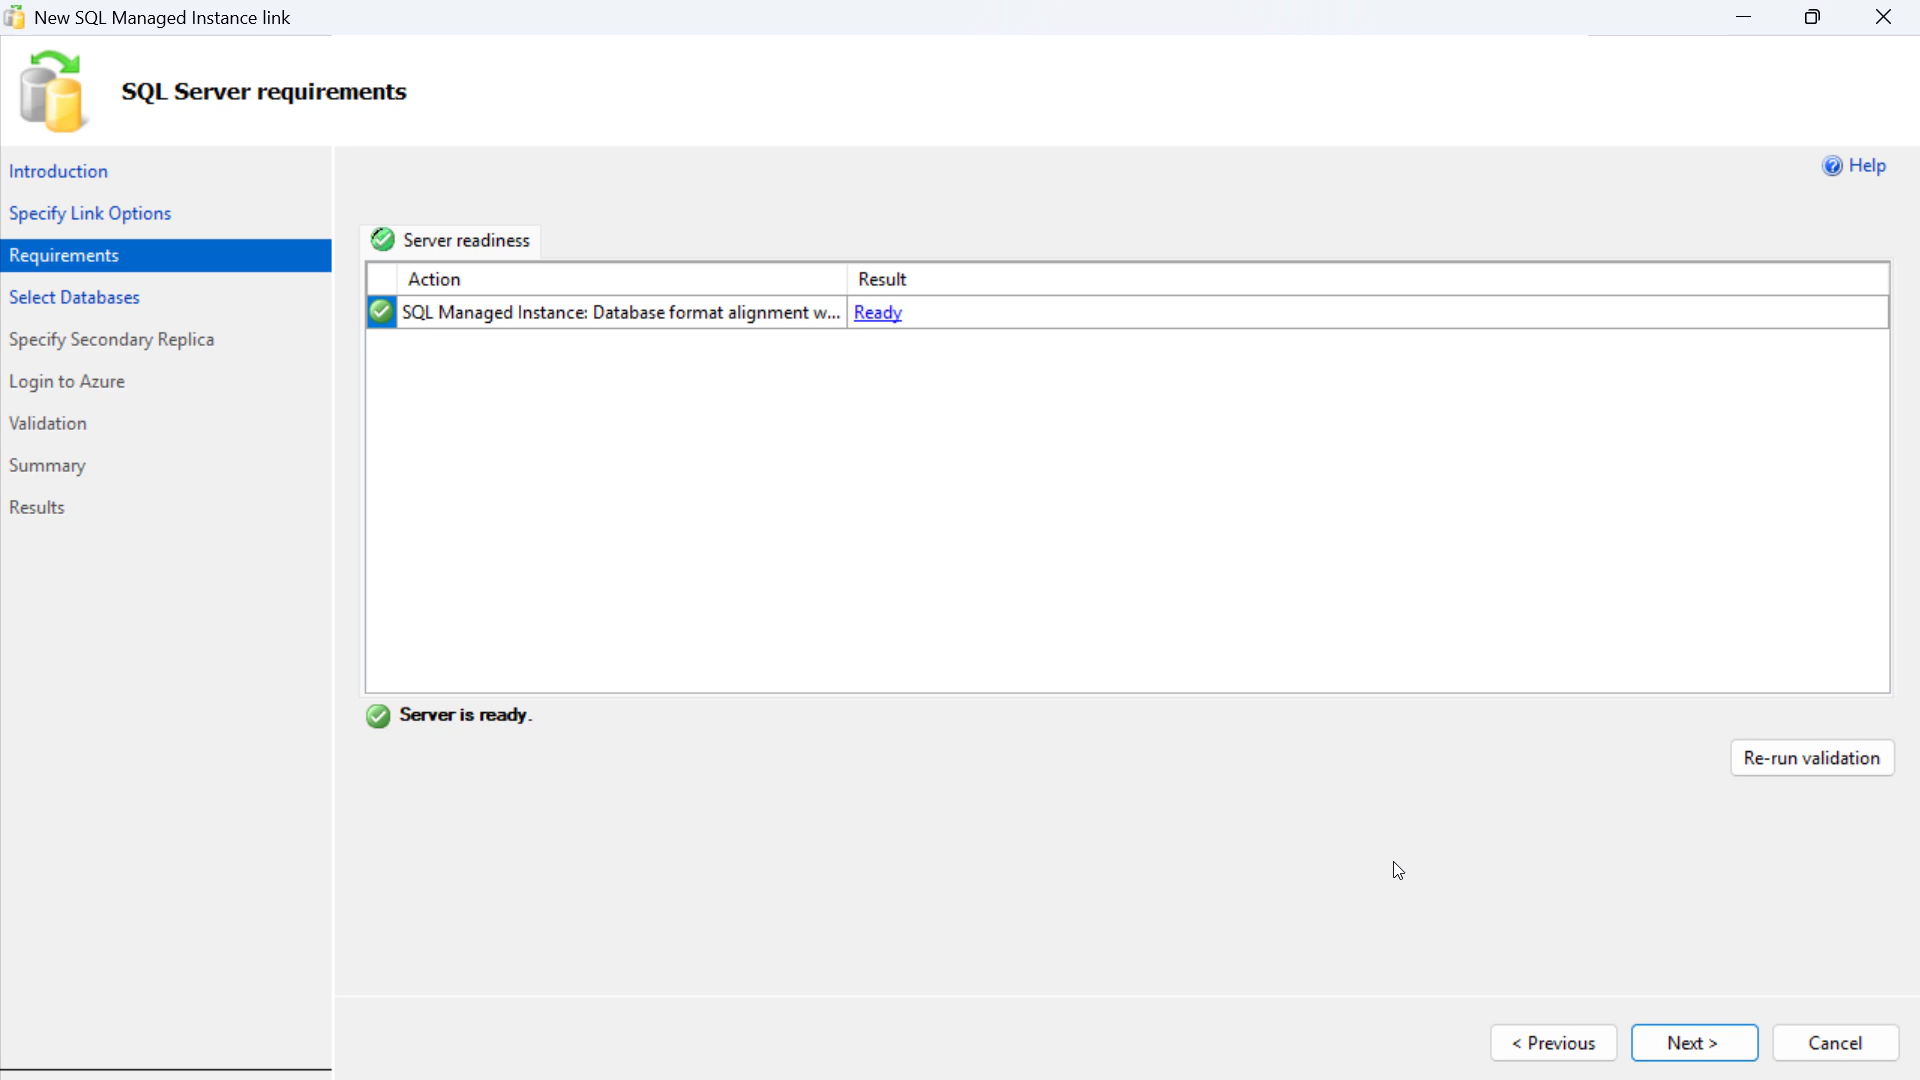 New SQL Managed Instance link
SQL Server requirements
Introduction
Specify Link Options
Requirements
Select Databases
Specify Secondary Replica
Login to Azure
Validation
Summary
Results
Help
Server readiness
Action
Result
SQL Managed Instance: Database format alignment w...
Ready
Server is ready.
Re-run validation
< Previous
Next >
Cancel